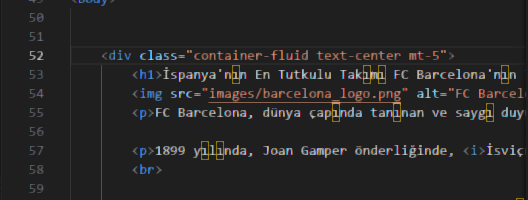 49 <body>
50
51
52 <div class="container-fluid text-center mt-5">
53 <h1>İspanya'nın En Tutkulu Takımı FC Barcelona'nın
54 <img src="images/barcelona_logo.png" alt="FC Barcel
55 <p>FC Barcelona, dünya çapında tanınan ve saygı duy
56
57 <p>1899 yılında, Joan Gamper önderliğinde, <i>İsviç
58 <br>
59